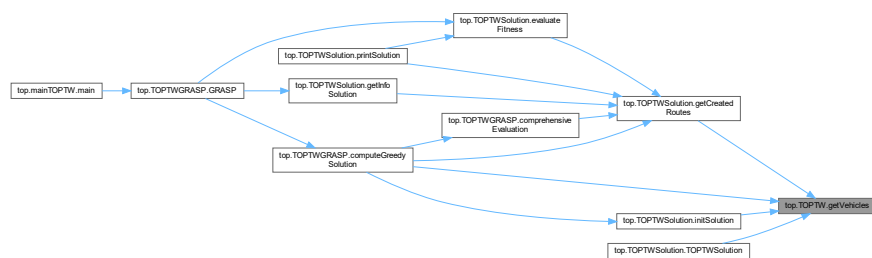 top.TOPTWSolution.evaluate
Fitness
top.TOPTWSolution.printSolution
top.mainTOPTW.main
top.TOPTWGRASP.GRASP
top.TOPTWSolution.getInfo
Solution
top.TOPTWSolution.getCreated
Routes
top.TOPTWGRASP.comprehensive
Evaluation
top.TOPTWGRASP.computeGreedy
Solution
top.TOPTW.getVehicles
top.TOPTWSolution.initSolution
top.TOPTWSolution.TOPTWSolution